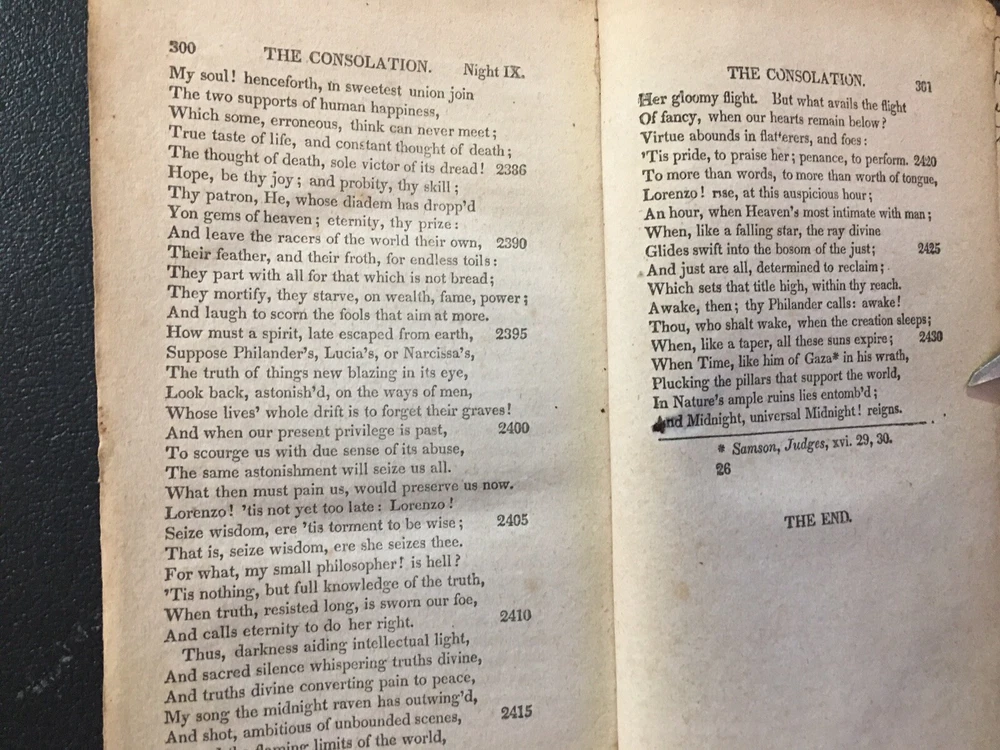 300 THE CONSOLATION. Night IX.
My soul! henceforth, in sweetest union join
The two supports of human happiness,
Which some, erroneous, think can never meet;
True taste of life, and constant thought of death;
The thought of death, sole victor of its dread! 2386
Hope, be thy joy; and probity, thy skill;
Thy patron, He, whose diadem has dropp'd
Yon gems of heaven; eternity, thy prize:
And leave the racers of the world their own, 2390
Their feather, and their froth, for endless toils:
They part with all for that which is not bread;
They mortify, they starve, on wealth, fame, power;
And laugh to scorn the fools that aim at more.
How must a spirit, late escaped from earth, 2395
Suppose Philander's, Lucia's, or Narcissa's,
The truth of things new blazing in its eye,
Look back, astonish'd, on the ways of men,
Whose lives' whole drift is to forget their graves!
And when our present privilege is past, 2400
To scourge us with due sense of its abuse,
The same astonishment will seize us all.
What then must pain us, would preserve us now.
Lorenzo! 'tis not yet too late: Lorenzo!
Seize wisdom, ere 'tis torment to be wise; 2405
That is, seize wisdom, ere she seizes thee.
For what, my small philosopher! is hell?
'Tis nothing, but full knowledge of the truth,
When truth, resisted long, is sworn our foe,
And calls eternity to do her right. 2410
Thus, darkness aiding intellectual light,
And sacred silence whispering truths divine,
And truths divine converting pain to peace,
My song the midnight raven has outwing'd,
And shot, ambitious of unbounded scenes, 2415
the flaming limits of the world,
THE CONSOLATION. 301
Her gloomy flight. But what avails the flight
Of fancy, when our hearts remain below?
Virtue abounds in flatterers, and foes:
'Tis pride, to praise her; penance, to perform. 2420
To more than words, to more than worth of tongue,
Lorenzo! rise, at this auspicious hour;
An hour, when Heaven's most intimate with man;
When, like a falling star, the ray divine
Glides swift into the bosom of the just; 2425
And just are all, determined to reclaim;
Which sets that title high, within thy reach.
Awake, then; thy Philander calls: awake!
Thou, who shalt wake, when the creation sleeps;
When, like a taper, all these suns expire; 2430
When Time, like him of Gaza* in his wrath,
Plucking the pillars that support the world,
In Nature's ample ruins lies entomb'd;
And Midnight, universal Midnight! reigns.
* Samson, Judges, xvi. 29, 30.
26
THE END.